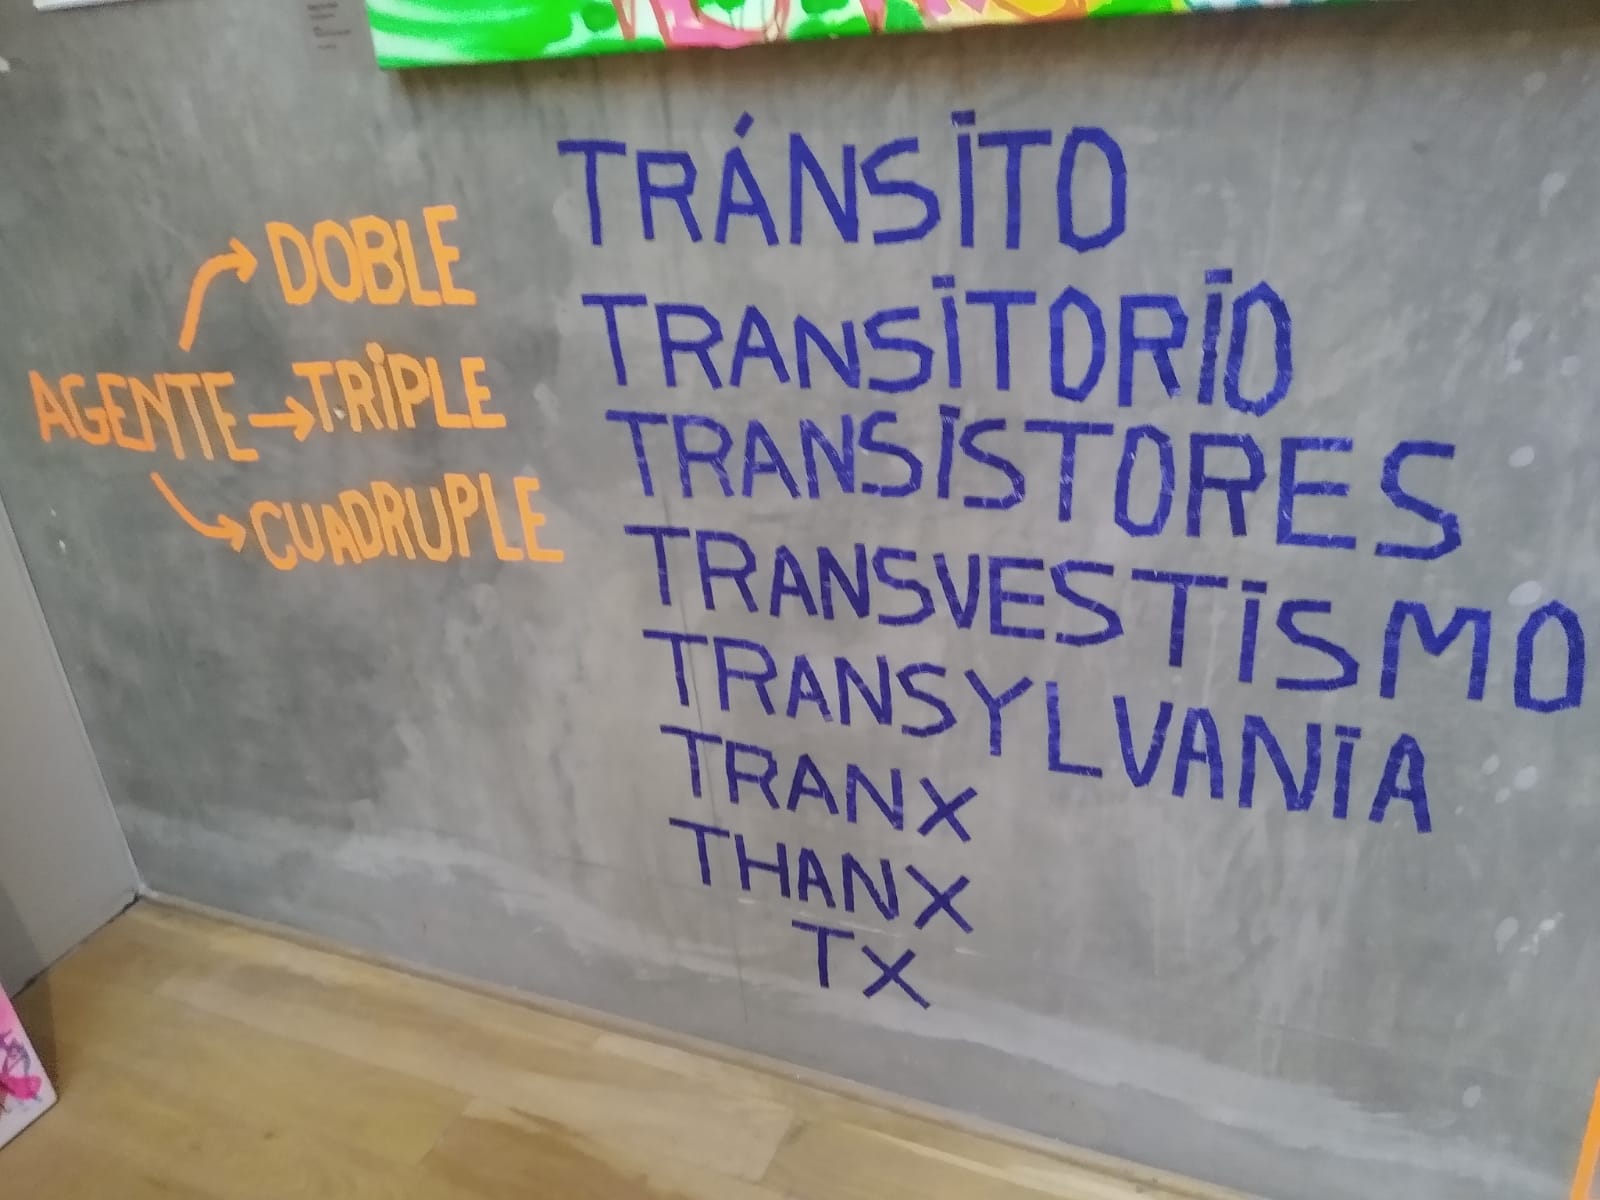 DOBLE
AGENTE → TRIPLE
CUADRUPLE
TRÁNSITO
TRANSITORIO
TRANSISTORES
TRANSVESTISMO
TRANSYLVANIA
TRANX
THANX
TX